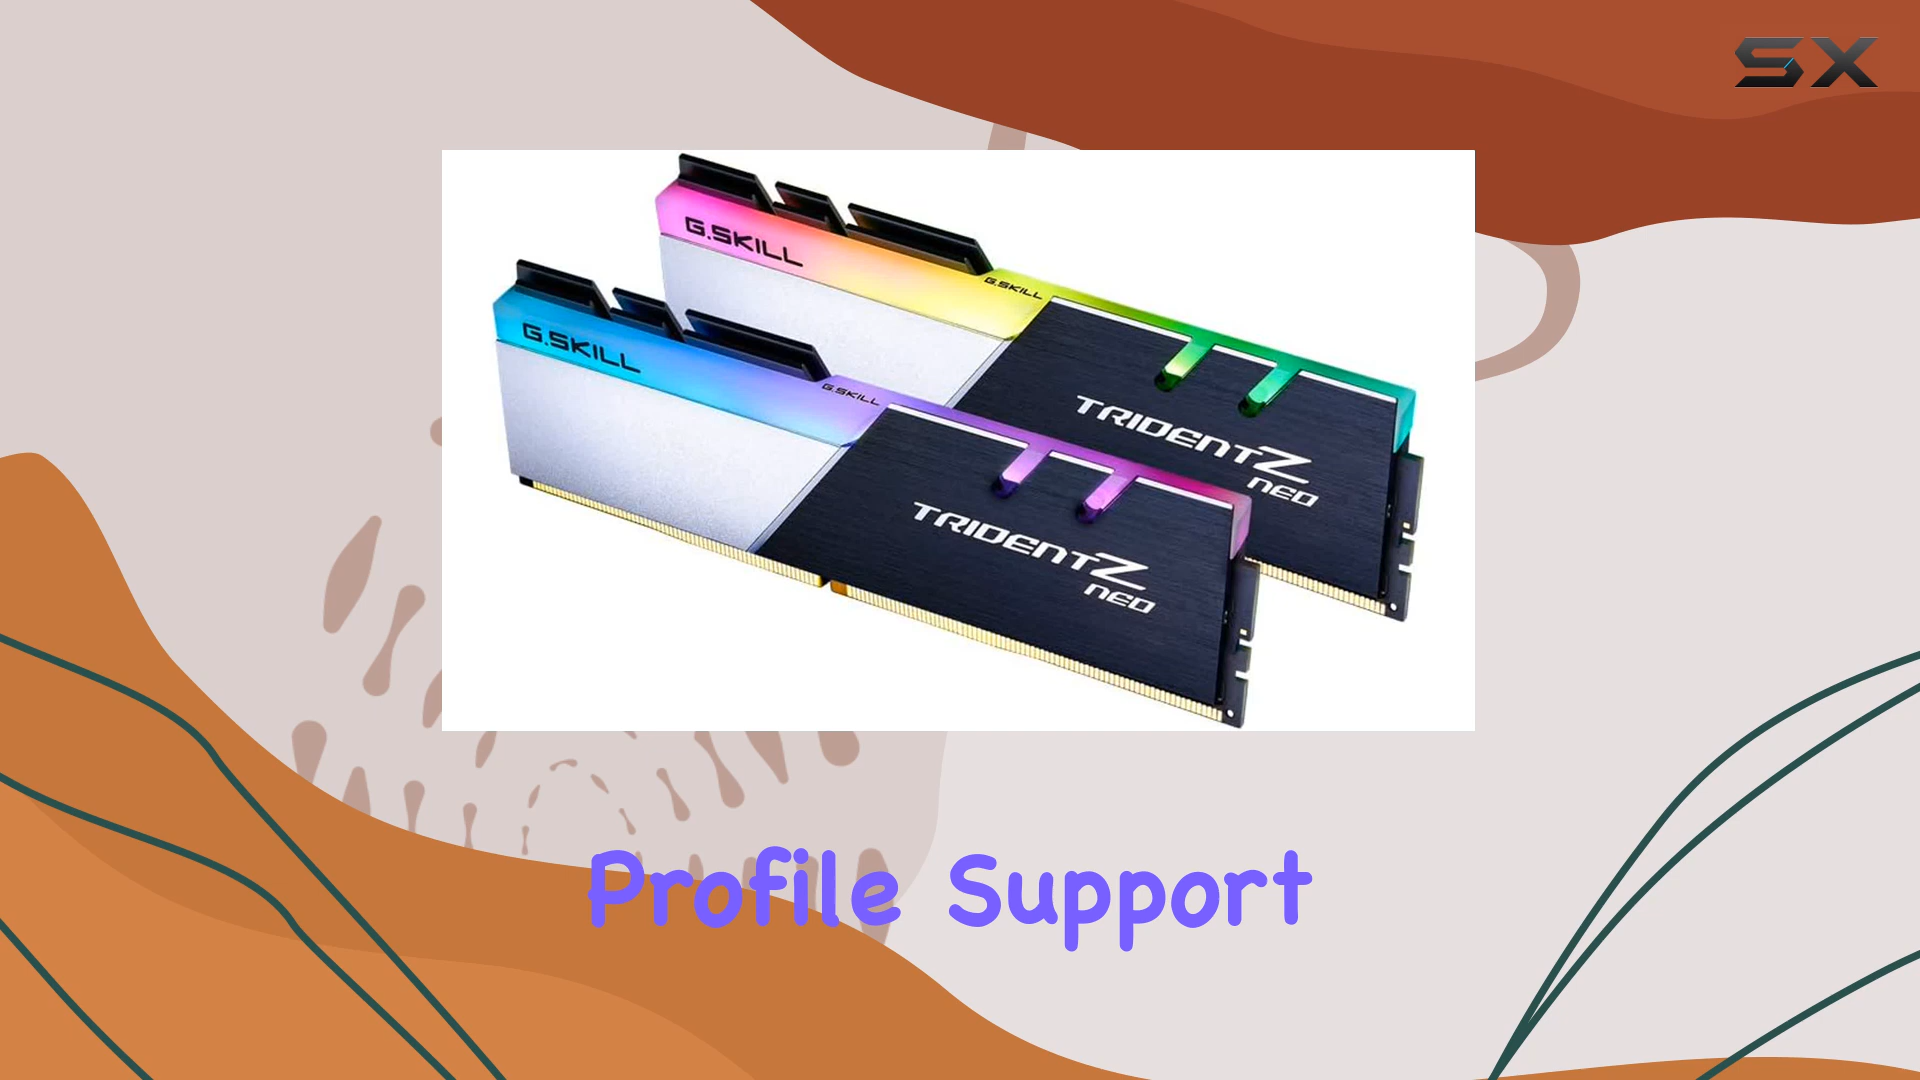 SX
G.SKILL
G.SKILL
TRIDENT Z
NEO
G.SKILL
G.SKILL
TRIDENT Z
NEO
Profile Support